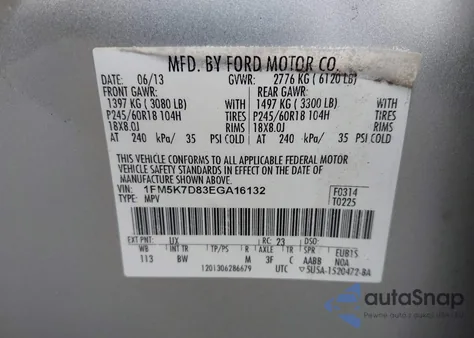 MFD. BY FORD MOTOR CO.
DATE: 06/13 GVWR: 2776 KG ( 6120 LB)
FRONT GAWR: REAR GAWR:
1397 KG ( 3080 LB) WITH 1497 KG ( 3300 LB) WITH
P245/60R18 104H TIRES P245/60R18 104H TIRES
18X8.0J RIMS 18X8.0J RIMS
AT 240 kPa/ 35 PSI COLD AT 240 kPa/ 35 PSI COLD
THIS VEHICLE CONFORMS TO ALL APPLICABLE FEDERAL MOTOR
VEHICLE SAFETY STANDARDS IN EFFECT ON THE DATE OF
MANUFACTURE SHOWN ABOVE.
VIN: 1FM5K7D83EGA16132 F0314
TYPE: MPV T0225
EXT PNT: UX RC: 23 DSO:
WB INT TR TP/PS R AXLE TR SPR EUB15
113 BW M 3F C AABB NOA
1201306286679 UTC 5U5A-1520472-BA
autoSnap